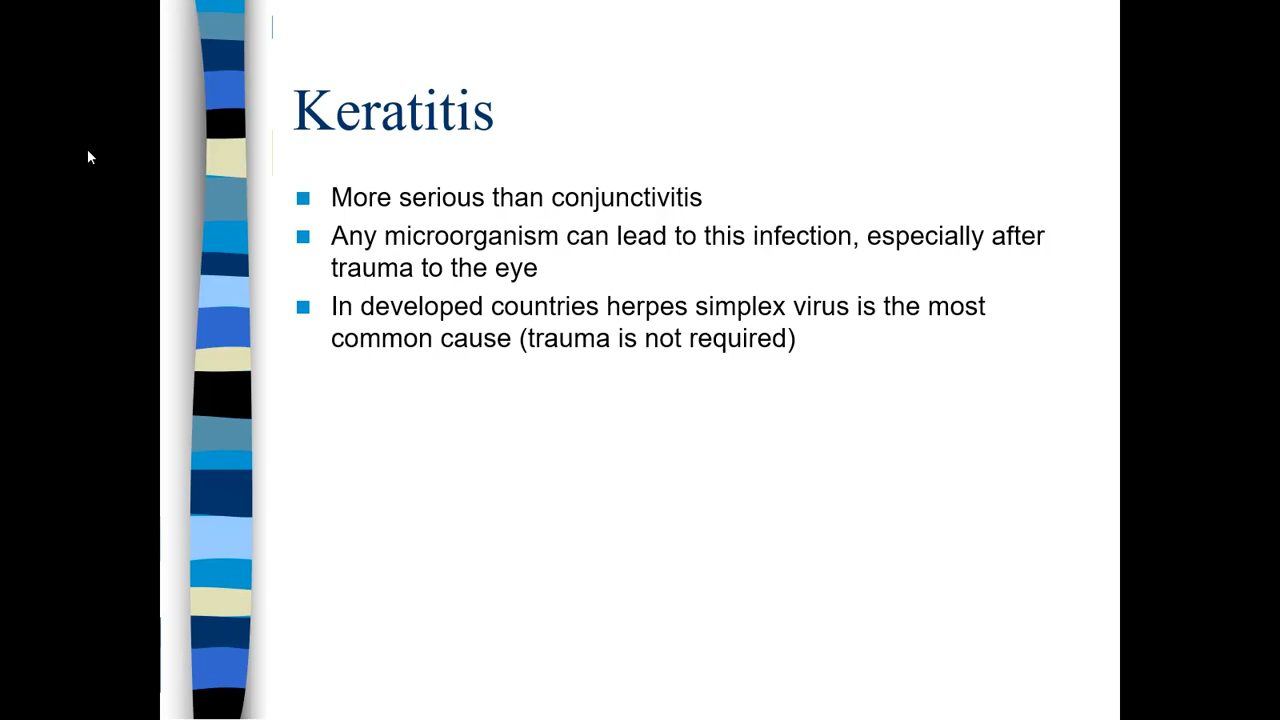 Keratitis
More serious than conjunctivitis
Any microorganism can lead to this infection, especially after
trauma to the eye
In developed countries herpes simplex virus is the most
common cause (trauma is not required)